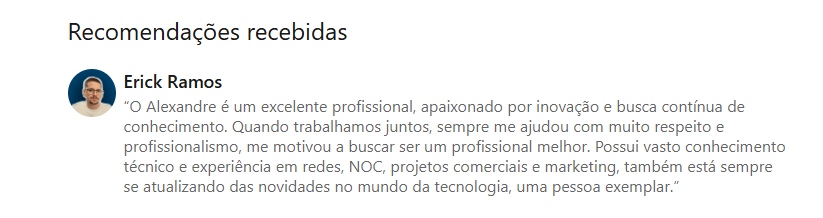 Recomendações recebidas
Erick Ramos
“O Alexandre é um excelente profissional, apaixonado por inovação e busca contínua de
conhecimento. Quando trabalhamos juntos, sempre me ajudou com muito respeito e
profissionalismo, me motivou a buscar ser um profissional melhor. Possui vasto conhecimento
técnico e experiência em redes, NOC, projetos comerciais e marketing, também está sempre
se atualizando das novidades no mundo da tecnologia, uma pessoa exemplar.”